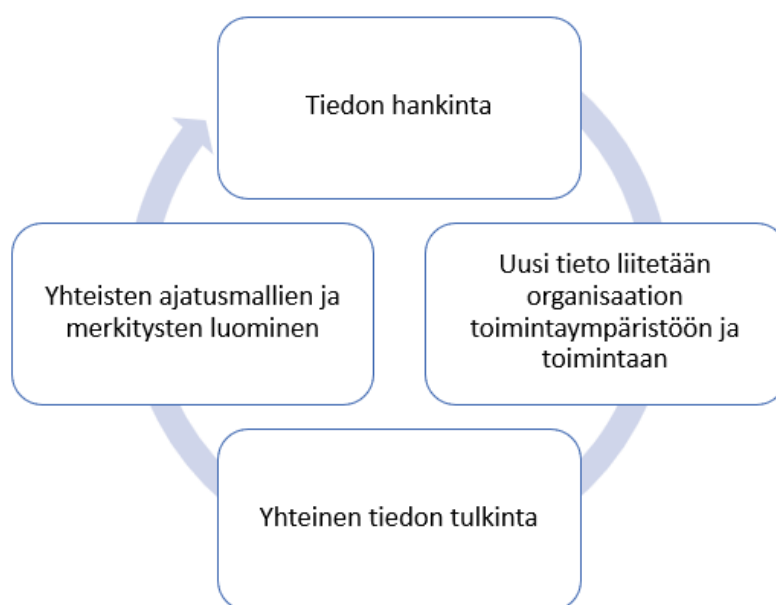 Tiedon hankinta
Uusi tieto liitetään
organisaation
toimintaympäristöön ja
toimintaan
Yhteinen tiedon tulkinta
Yhteisten ajatusmallien ja
merkitysten luominen